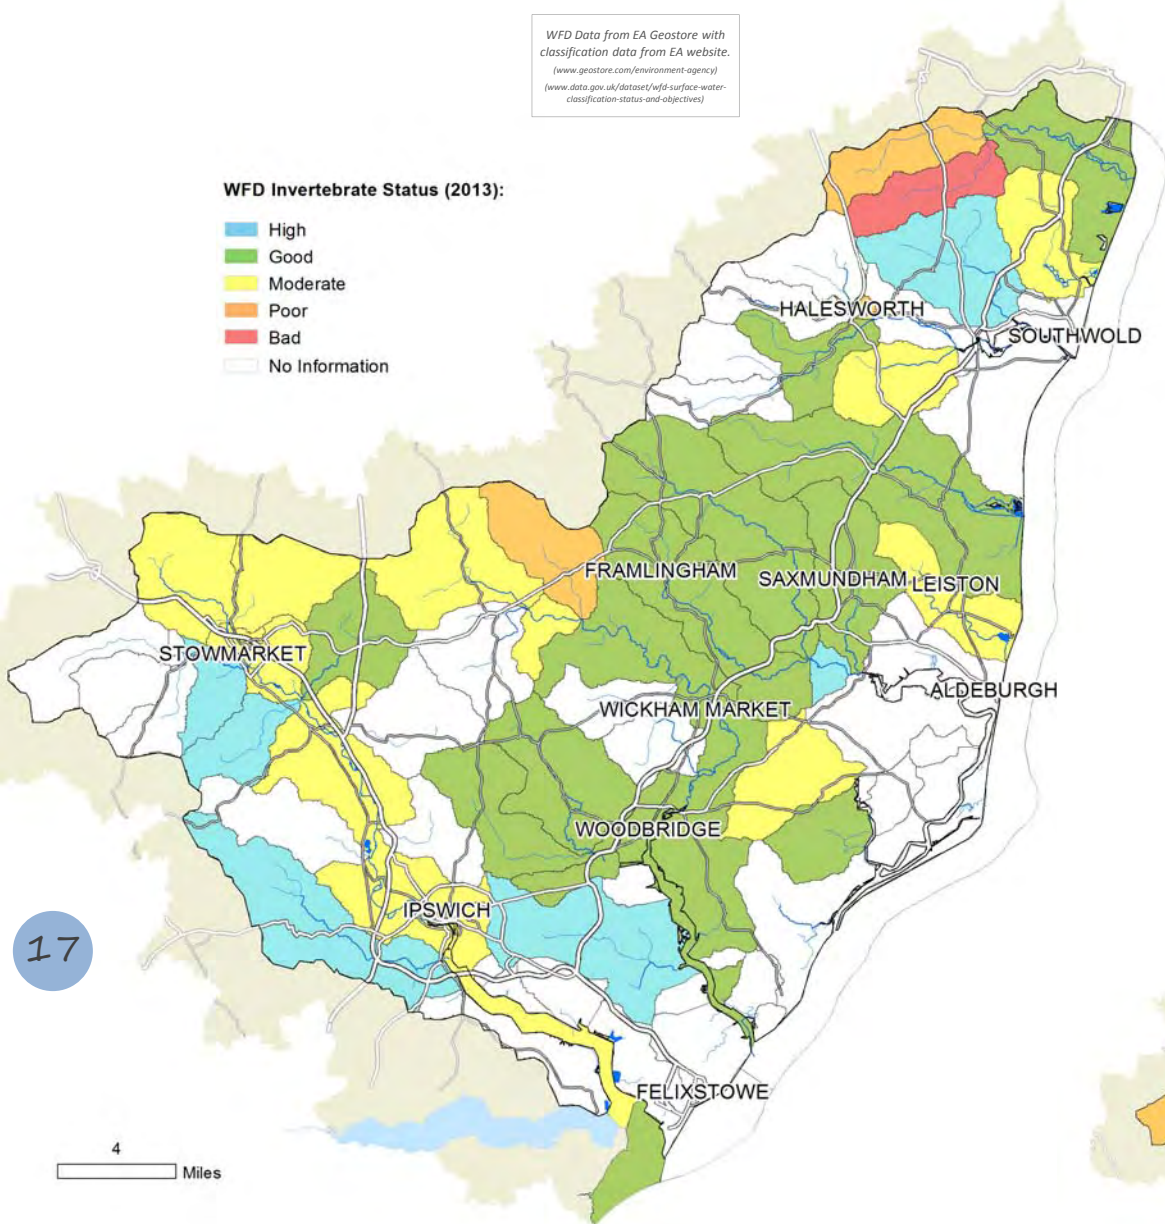 WFD Data from EA Geostore with
classification data from EA website.
(www.geostore.com/environment-agency)
(www.data.gov.uk/dataset/wfd-surface-water-
classification-status-and-objectives)
WFD Invertebrate Status (2013):
High
Good
Moderate
Poor
Bad
No Information
HALESWORTH
SOUTHWOLD
FRAMLINGHAM
SAXMUNDHAM
LEISTON
STOWMARKET
ALDEBURGH
WICKHAM MARKET
WOODBRIDGE
IPSWICH
17
FELIXSTOWE
4
Miles